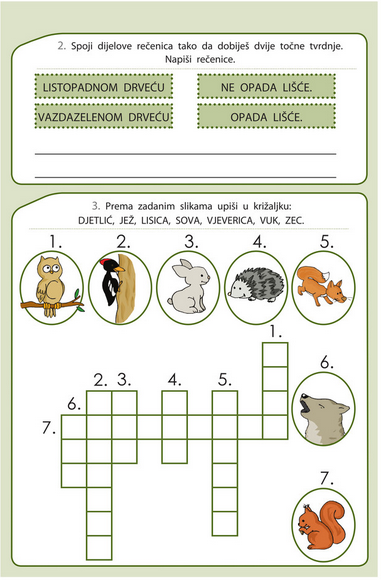 2. Spoji dijelove rečenica tako da dobiješ dvije točne tvrdnje.
Napiši rečenice.
LISTOPADNOM DRVEĆU
NE OPADA LIŠĆE.
VAZDAZELENOM DRVEĆU
OPADA LIŠĆE.
3. Prema zadanim slikama upiši u križaljku:
DJETLIĆ, JEŽ, LISICA, SOVA, VJEVERICA, VUK, ZEC.
1. 2. 3. 4. 5.
1.
6.
2. 3. 4. 5.
6.
7.
7.